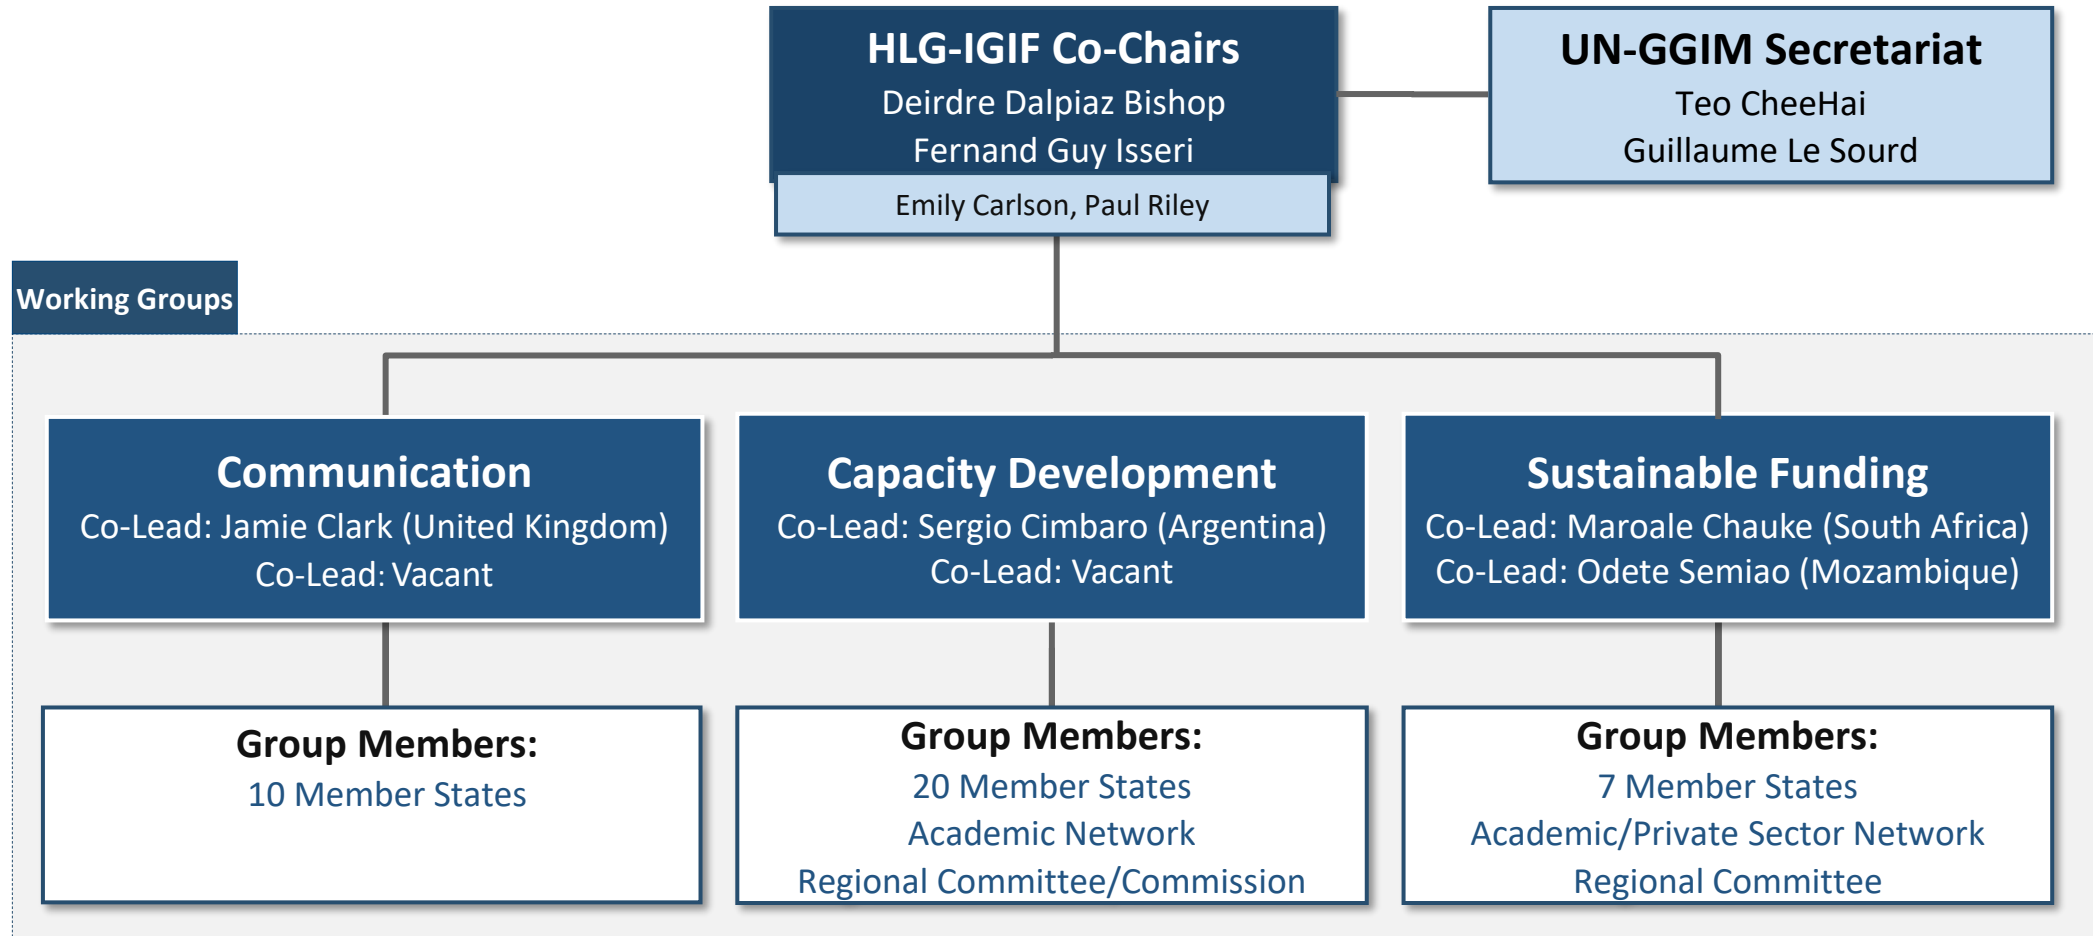 HLG-IGIF Co-Chairs
Deirdre Dalpiaz Bishop
Fernand Guy Isseri
Emily Carlson, Paul Riley
UN-GGIM Secretariat
Teo CheeHai
Guillaume Le Sourd
Working Groups
Communication
Co-Lead: Jamie Clark (United Kingdom)
Co-Lead: Vacant
Capacity Development
Co-Lead: Sergio Cimbaro (Argentina)
Co-Lead: Vacant
Sustainable Funding
Co-Lead: Maroale Chauke (South Africa)
Co-Lead: Odete Semiao (Mozambique)
Group Members:
10 Member States
Group Members:
20 Member States
Academic Network
Regional Committee/Commission
Group Members:
7 Member States
Academic/Private Sector Network
Regional Committee